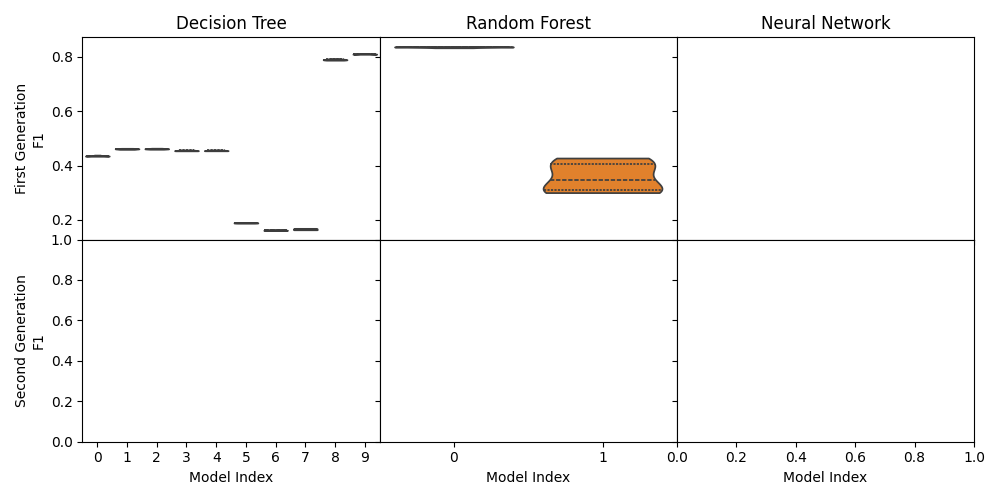 Decision Tree
Random Forest
Neural Network
First Generation
F1
0.8
0.6
0.4
0.2
Second Generation
F1
1.0
0.8
0.6
0.4
0.2
0.0
0 1 2 3 4 5 6 7 8 9
Model Index
0 1
Model Index
0.0 0.2 0.4 0.6 0.8 1.0
Model Index